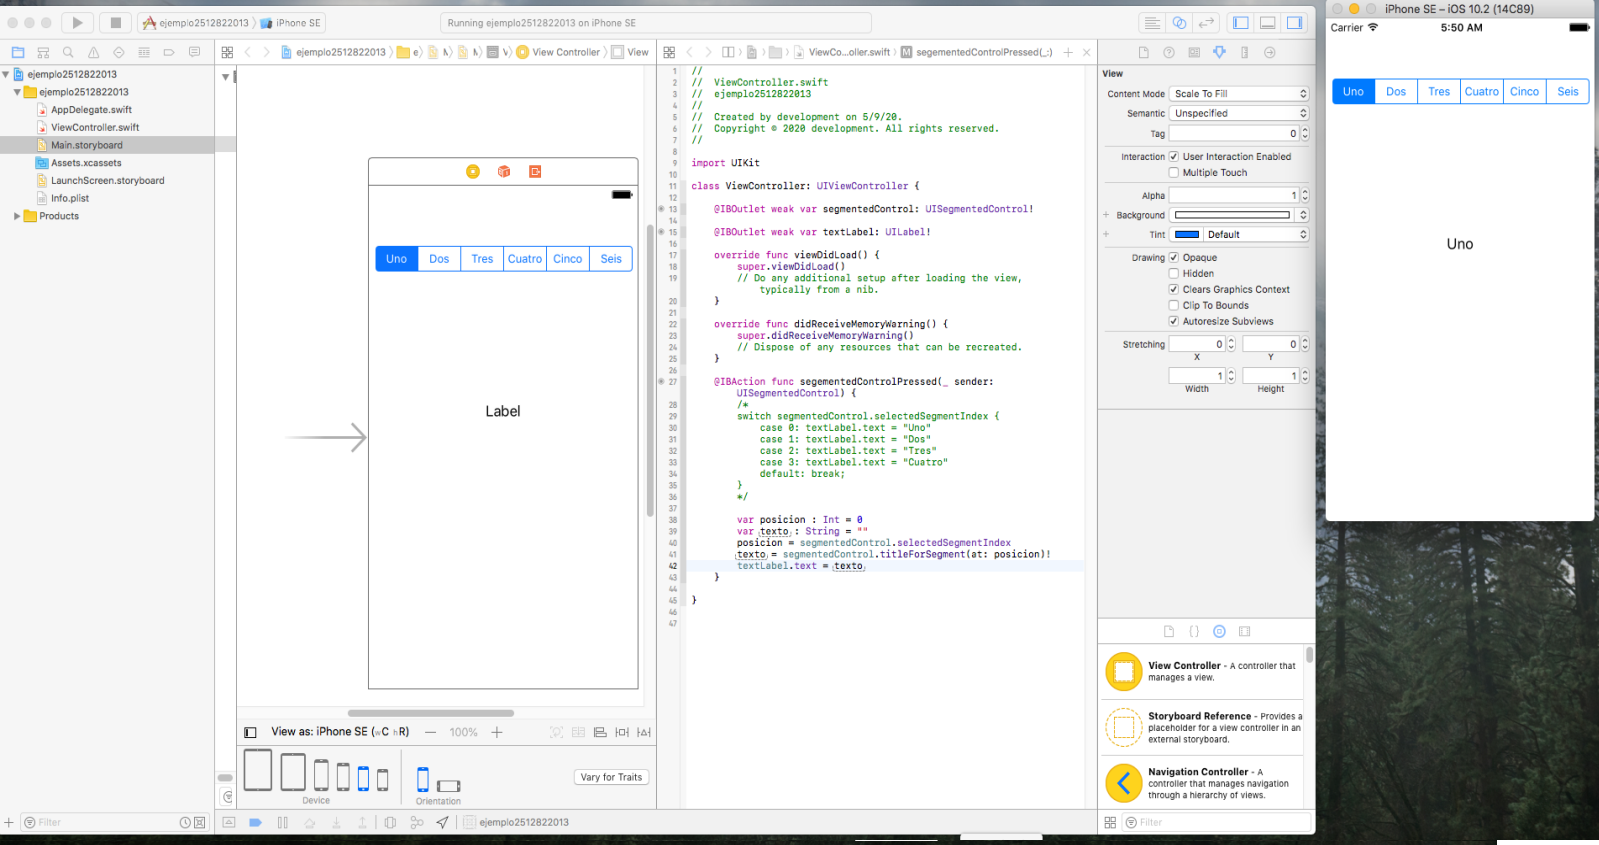 ejemplo2512822013 › iPhone SE
Running ejemplo2512822013 on iPhone SE
ejemplo2512822013
ejemplo2512822013
AppDelegate.swift
ViewController.swift
Main.storyboard
Assets.xcassets
LaunchScreen.storyboard
Info.plist
Products
Filter
ejemplo2512822013 › e › M › M › V › View Controller › View
Uno Dos Tres Cuatro Cinco Seis
Label
View as: iPhone SE (wC hR)
— 100% +
Device
Orientation
Vary for Traits
ejemplo2512822013
ViewCo...oller.swift › M segementedControlPressed(_:)
1 //
2 // ViewController.swift
3 // ejemplo2512822013
4 //
5 // Created by development on 5/9/20.
6 // Copyright © 2020 development. All rights reserved.
7 //
8
9 import UIKit
10
11 class ViewController: UIViewController {
12
13 @IBOutlet weak var segmentedControl: UISegmentedControl!
14
15 @IBOutlet weak var textLabel: UILabel!
16
17 override func viewDidLoad() {
18 super.viewDidLoad()
19 // Do any additional setup after loading the view,
typically from a nib.
20 }
21
22 override func didReceiveMemoryWarning() {
23 super.didReceiveMemoryWarning()
24 // Dispose of any resources that can be recreated.
25 }
26
27 @IBAction func segementedControlPressed(_ sender:
UISegmentedControl) {
28 /*
29 switch segmentedControl.selectedSegmentIndex {
30 case 0: textLabel.text = "Uno"
31 case 1: textLabel.text = "Dos"
32 case 2: textLabel.text = "Tres"
33 case 3: textLabel.text = "Cuatro"
34 default: break;
35 }
36 */
37
38 var posicion : Int = 0
39 var texto : String = ""
40 posicion = segmentedControl.selectedSegmentIndex
41 texto = segmentedControl.titleForSegment(at: posicion)!
42 textLabel.text = texto
43 }
44
45 }
46
47
View
Content Mode Scale To Fill
Semantic Unspecified
Tag 0
Interaction User Interaction Enabled
Multiple Touch
Alpha 1
+ Background
+ Tint Default
Drawing Opaque
Hidden
Clears Graphics Context
Clip To Bounds
Autoresize Subviews
Stretching 0 0
X Y
1 1
Width Height
View Controller - A controller that
manages a view.
Storyboard Reference - Provides a
placeholder for a view controller in an
external storyboard.
Navigation Controller - A
controller that manages navigation
through a hierarchy of views.
Filter
iPhone SE – iOS 10.2 (14C89)
Carrier 5:50 AM
Uno Dos Tres Cuatro Cinco Seis
Uno